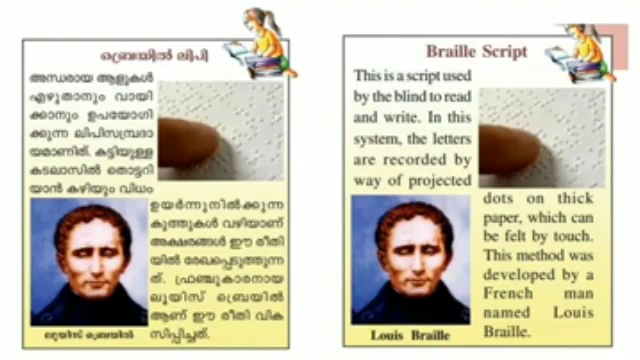 ബ്രെയിൽ ലിപി
അന്ധരായ ആളുകൾ
എഴുതാനും വായി
ക്കാനും ഉപയോഗി
ക്കുന്ന ലിപിസമ്പ്രദാ
യമാണിത്. കട്ടിയുള്ള
കടലാസിൽ തൊട്ടറി
യാൻ കഴിയും വിധം
ഉയർന്നുനിൽക്കുന്ന
കുത്തുകൾ വഴിയാണ്
അക്ഷരങ്ങൾ ഈ രീതി
യിൽ രേഖപ്പെടുത്തുന്ന
ത്. ഫ്രഞ്ചുകാരനായ
ലൂയിസ് ബ്രെയിൽ
ആണ് ഈ രീതി വിക
സിപ്പിച്ചത്.
ലൂയിസ് ബ്രെയിൽ
Braille Script
This is a script used
by the blind to read
and write. In this
system, the letters
are recorded by
way of projected
dots on thick
paper, which can
be felt by touch.
This method was
developed by a
French man
named Louis
Braille.
Louis Braille